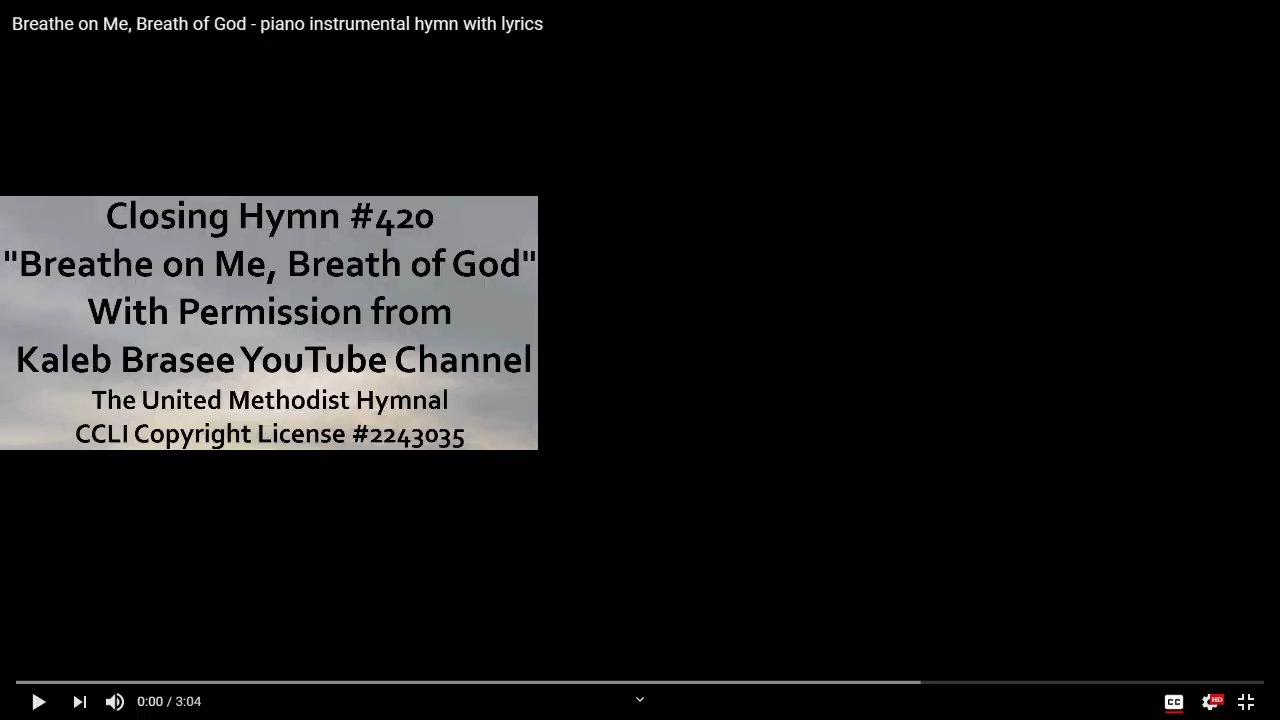 Breathe on Me, Breath of God - piano instrumental hymn with lyrics
Closing Hymn #420
"Breathe on Me, Breath of God"
With Permission from
Kaleb Brasee YouTube Channel
The United Methodist Hymnal
CCLI Copyright License #2243035
0:00 / 3:04
CC
HD